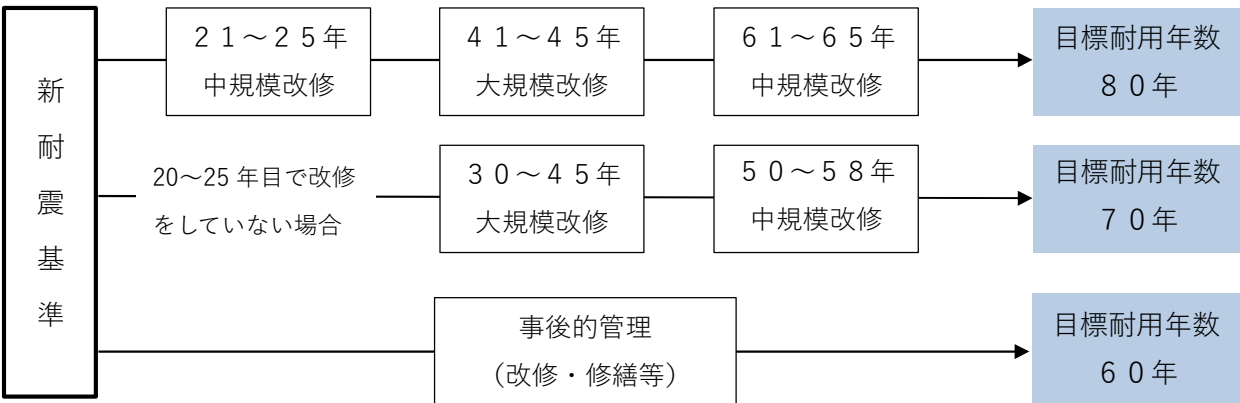 新耐震基準
２１～２５年
中規模改修
４１～４５年
大規模改修
６１～６５年
中規模改修
目標耐用年数
８０年
20～25 年目で改修
をしていない場合
３０～４５年
大規模改修
５０～５８年
中規模改修
目標耐用年数
７０年
事後的管理
（改修・修繕等）
目標耐用年数
６０年